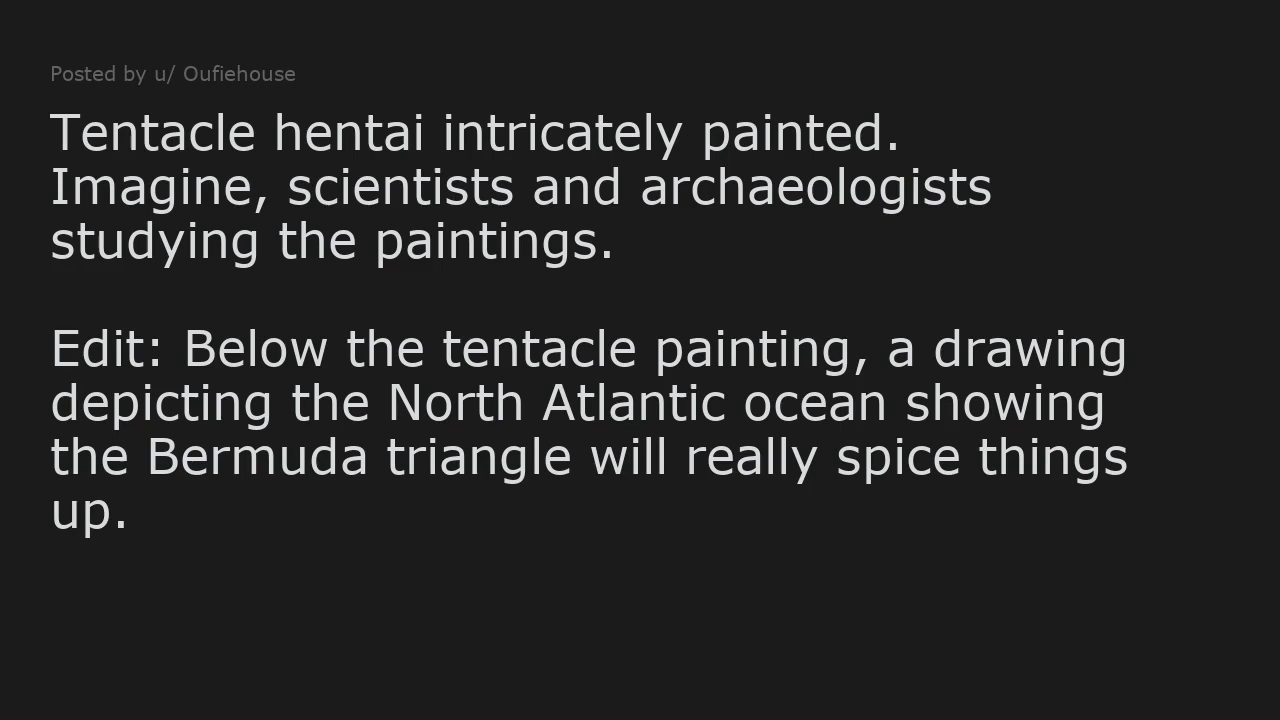 Posted by u/ Oufiehouse
Tentacle hentai intricately painted.
Imagine, scientists and archaeologists
studying the paintings.
Edit: Below the tentacle painting, a drawing
depicting the North Atlantic ocean showing
the Bermuda triangle will really spice things
up.